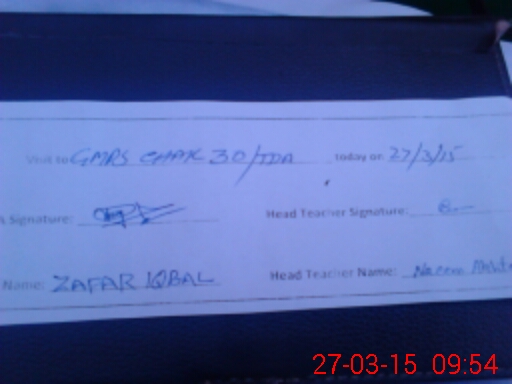 Visit to GMPS CHAK 30/TDA today on 27/3/15
Signature: Head Teacher Signature:
Name: ZAFAR IQBAL Head Teacher Name: Naeem
27-03-15 09:54